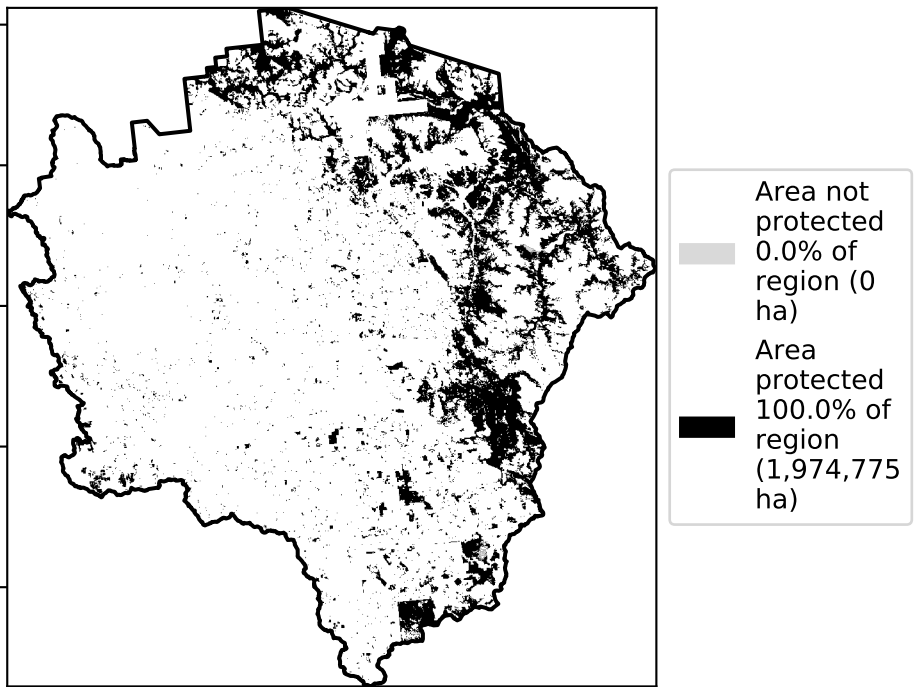 Area not
protected
0.0% of
region (0
ha)
Area
protected
100.0% of
region
(1,974,775
ha)